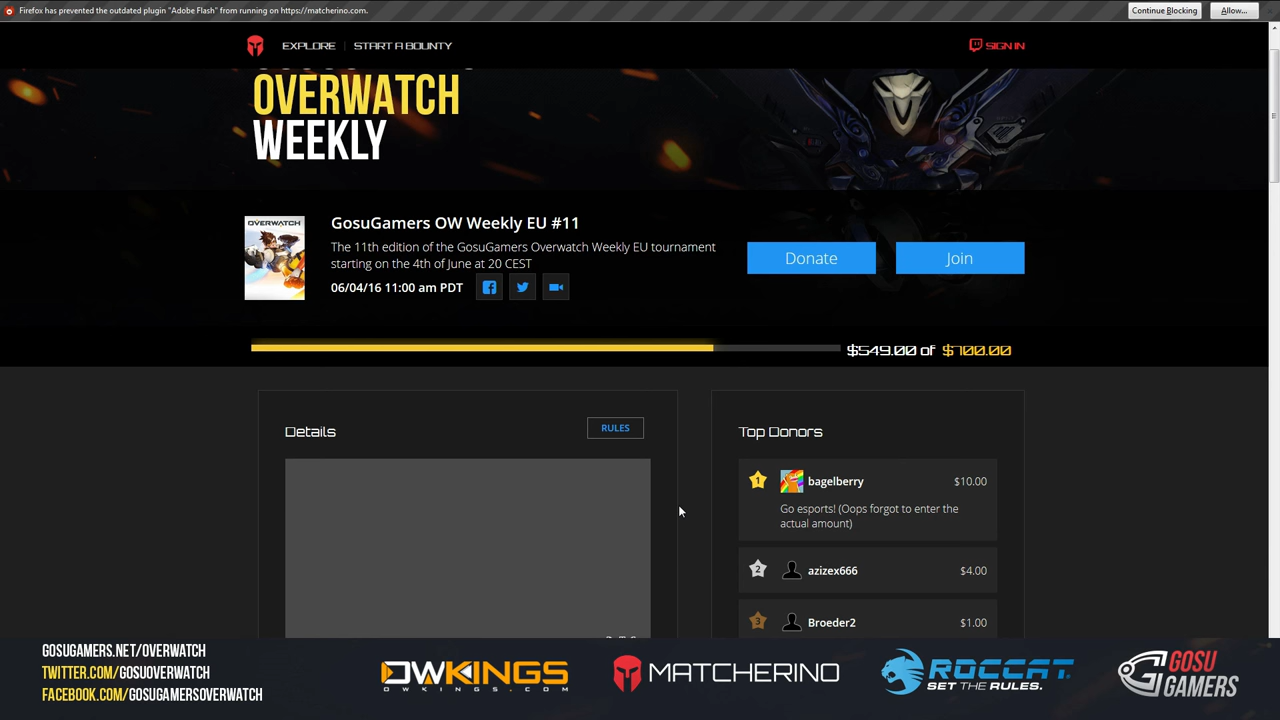 Firefox has prevented the outdated plugin "Adobe Flash" from running on https://matcherino.com.
Continue Blocking
Allow...
EXPLORE | START A BOUNTY
SIGN IN
OVERWATCH
WEEKLY
OVERWATCH
GosuGamers OW Weekly EU #11
The 11th edition of the GosuGamers Overwatch Weekly EU tournament
starting on the 4th of June at 20 CEST
06/04/16 11:00 am PDT
Donate
Join
$549.00 of $700.00
Details
RULES
Top Donors
1 bagelberry $10.00
Go esports! (Oops forgot to enter the
actual amount)
2 azizex666 $4.00
3 Broeder2 $1.00
GOSUGAMERS.NET/OVERWATCH
TWITTER.COM/GOSUOVERWATCH
FACEBOOK.COM/GOSUGAMERSOVERWATCH
OWKINGS
OWKINGS.COM
MATCHERINO
ROCCAT
SET THE RULES.
GOSU
GAMERS